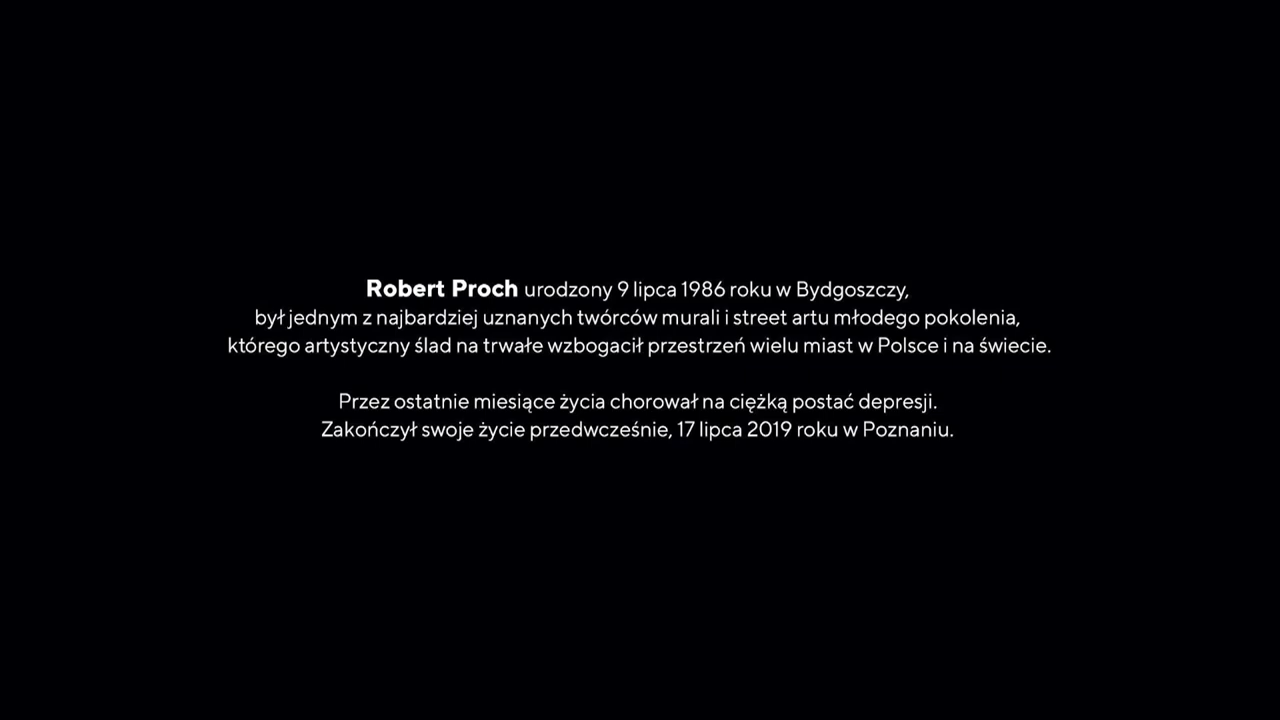 Robert Proch urodzony 9 lipca 1986 roku w Bydgoszczy,
był jednym z najbardziej uznanych twórców murali i street artu młodego pokolenia,
którego artystyczny ślad na trwałe wzbogacił przestrzeń wielu miast w Polsce i na świecie.
Przez ostatnie miesiące życia chorował na ciężką postać depresji.
Zakończył swoje życie przedwcześnie, 17 lipca 2019 roku w Poznaniu.